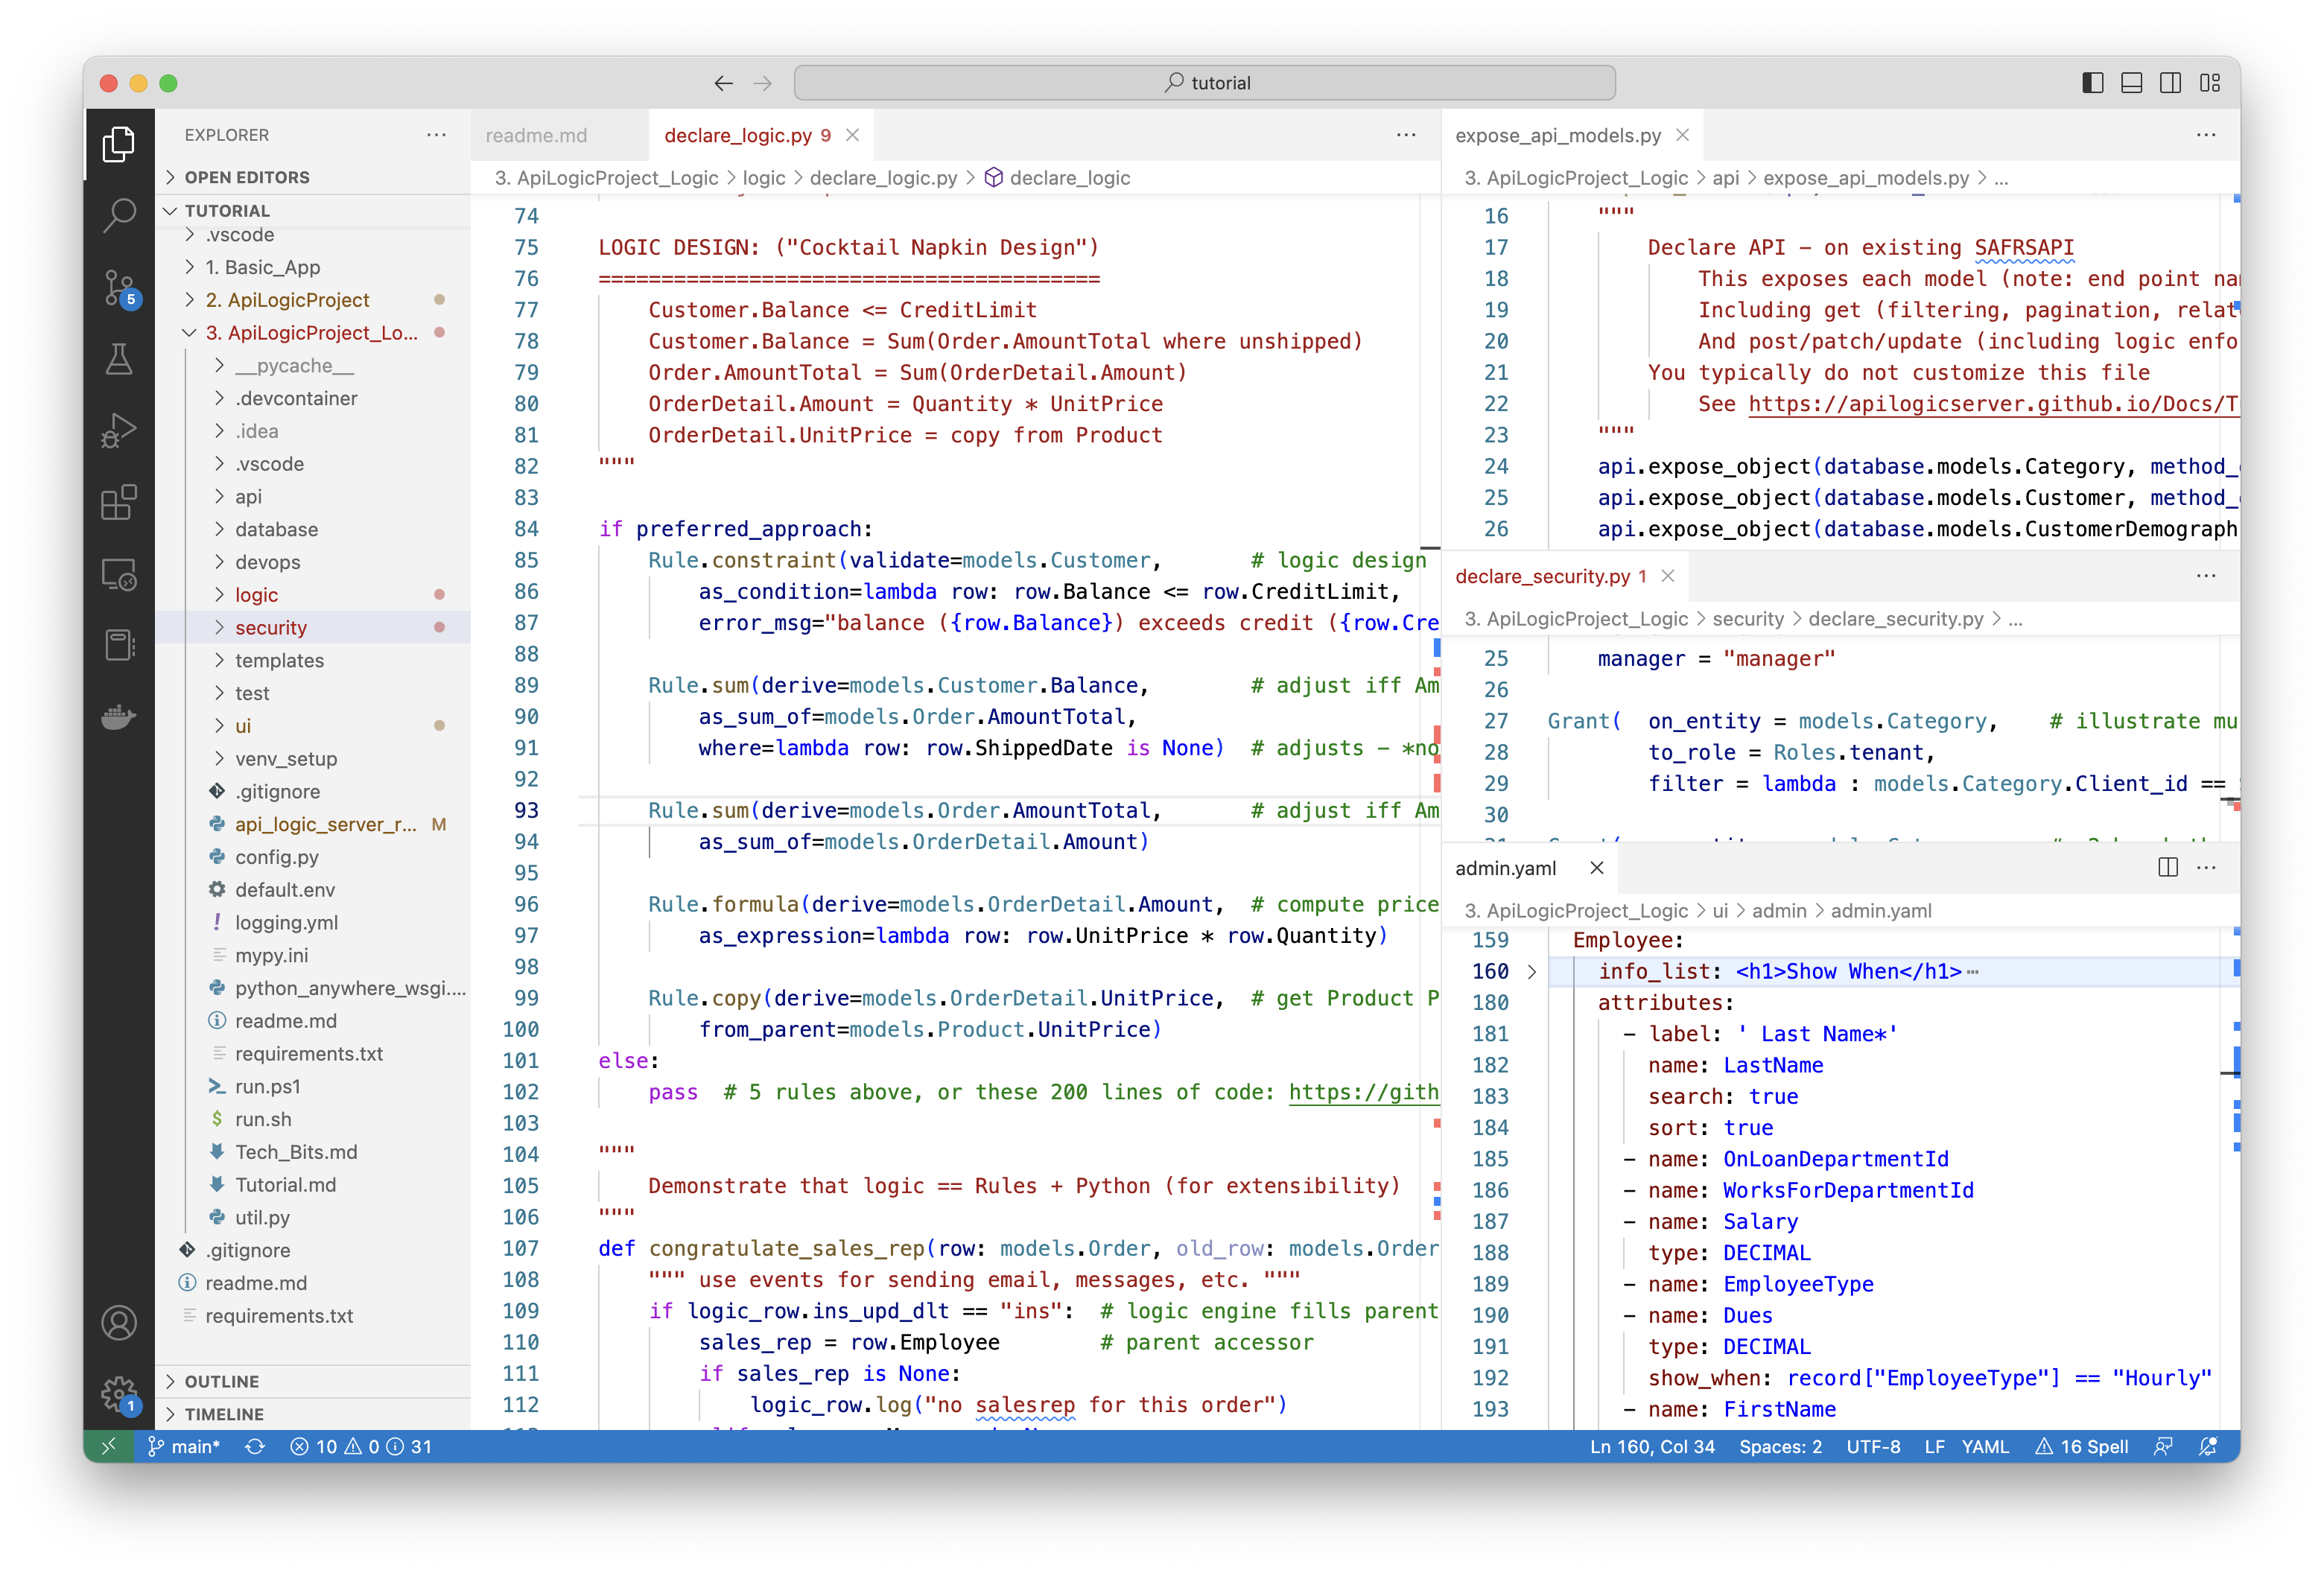 tutorial
EXPLORER
OPEN EDITORS
TUTORIAL
.vscode
1. Basic_App
2. ApiLogicProject
3. ApiLogicProject_Lo...
__pycache__
.devcontainer
.idea
.vscode
api
database
devops
logic
security
templates
test
ui
venv_setup
.gitignore
api_logic_server_r... M
config.py
default.env
logging.yml
mypy.ini
python_anywhere_wsgi....
readme.md
requirements.txt
run.ps1
run.sh
Tech_Bits.md
Tutorial.md
util.py
.gitignore
readme.md
requirements.txt
OUTLINE
TIMELINE
5
1
readme.md
declare_logic.py 9
3. ApiLogicProject_Logic > logic > declare_logic.py > declare_logic
74
75 LOGIC DESIGN: ("Cocktail Napkin Design")
76 ========================================
77 Customer.Balance <= CreditLimit
78 Customer.Balance = Sum(Order.AmountTotal where unshipped)
79 Order.AmountTotal = Sum(OrderDetail.Amount)
80 OrderDetail.Amount = Quantity * UnitPrice
81 OrderDetail.UnitPrice = copy from Product
82 """
83
84 if preferred_approach:
85 Rule.constraint(validate=models.Customer, # logic design
86 as_condition=lambda row: row.Balance <= row.CreditLimit,
87 error_msg="balance ({row.Balance}) exceeds credit ({row.Cre
88
89 Rule.sum(derive=models.Customer.Balance, # adjust iff Am
90 as_sum_of=models.Order.AmountTotal,
91 where=lambda row: row.ShippedDate is None) # adjusts - *no
92
93 Rule.sum(derive=models.Order.AmountTotal, # adjust iff Am
94 as_sum_of=models.OrderDetail.Amount)
95
96 Rule.formula(derive=models.OrderDetail.Amount, # compute price
97 as_expression=lambda row: row.UnitPrice * row.Quantity)
98
99 Rule.copy(derive=models.OrderDetail.UnitPrice, # get Product P
100 from_parent=models.Product.UnitPrice)
101 else:
102 pass # 5 rules above, or these 200 lines of code: https://gith
103
104 """
105 Demonstrate that logic == Rules + Python (for extensibility)
106 """
107 def congratulate_sales_rep(row: models.Order, old_row: models.Order
108 """ use events for sending email, messages, etc. """
109 if logic_row.ins_upd_dlt == "ins": # logic engine fills parent
110 sales_rep = row.Employee # parent accessor
111 if sales_rep is None:
112 logic_row.log("no salesrep for this order")
expose_api_models.py
3. ApiLogicProject_Logic > api > expose_api_models.py > ...
16 """
17 Declare API - on existing SAFRSAPI
18 This exposes each model (note: end point nam
19 Including get (filtering, pagination, relat
20 And post/patch/update (including logic enfo
21 You typically do not customize this file
22 See https://apilogicserver.github.io/Docs/T
23 """
24 api.expose_object(database.models.Category, method_
25 api.expose_object(database.models.Customer, method_
26 api.expose_object(database.models.CustomerDemograph
declare_security.py 1
3. ApiLogicProject_Logic > security > declare_security.py > ...
25 manager = "manager"
26
27 Grant( on_entity = models.Category, # illustrate mu
28 to_role = Roles.tenant,
29 filter = lambda : models.Category.Client_id ==
30
admin.yaml
3. ApiLogicProject_Logic > ui > admin > admin.yaml
159 Employee:
160 info_list: <h1>Show When</h1>
180 attributes:
181 - label: ' Last Name*'
182 name: LastName
183 search: true
184 sort: true
185 - name: OnLoanDepartmentId
186 - name: WorksForDepartmentId
187 - name: Salary
188 type: DECIMAL
189 - name: EmployeeType
190 - name: Dues
191 type: DECIMAL
192 show_when: record["EmployeeType"] == "Hourly"
193 - name: FirstName
main* 10 0 31 Ln 160, Col 34 Spaces: 2 UTF-8 LF YAML 16 Spell